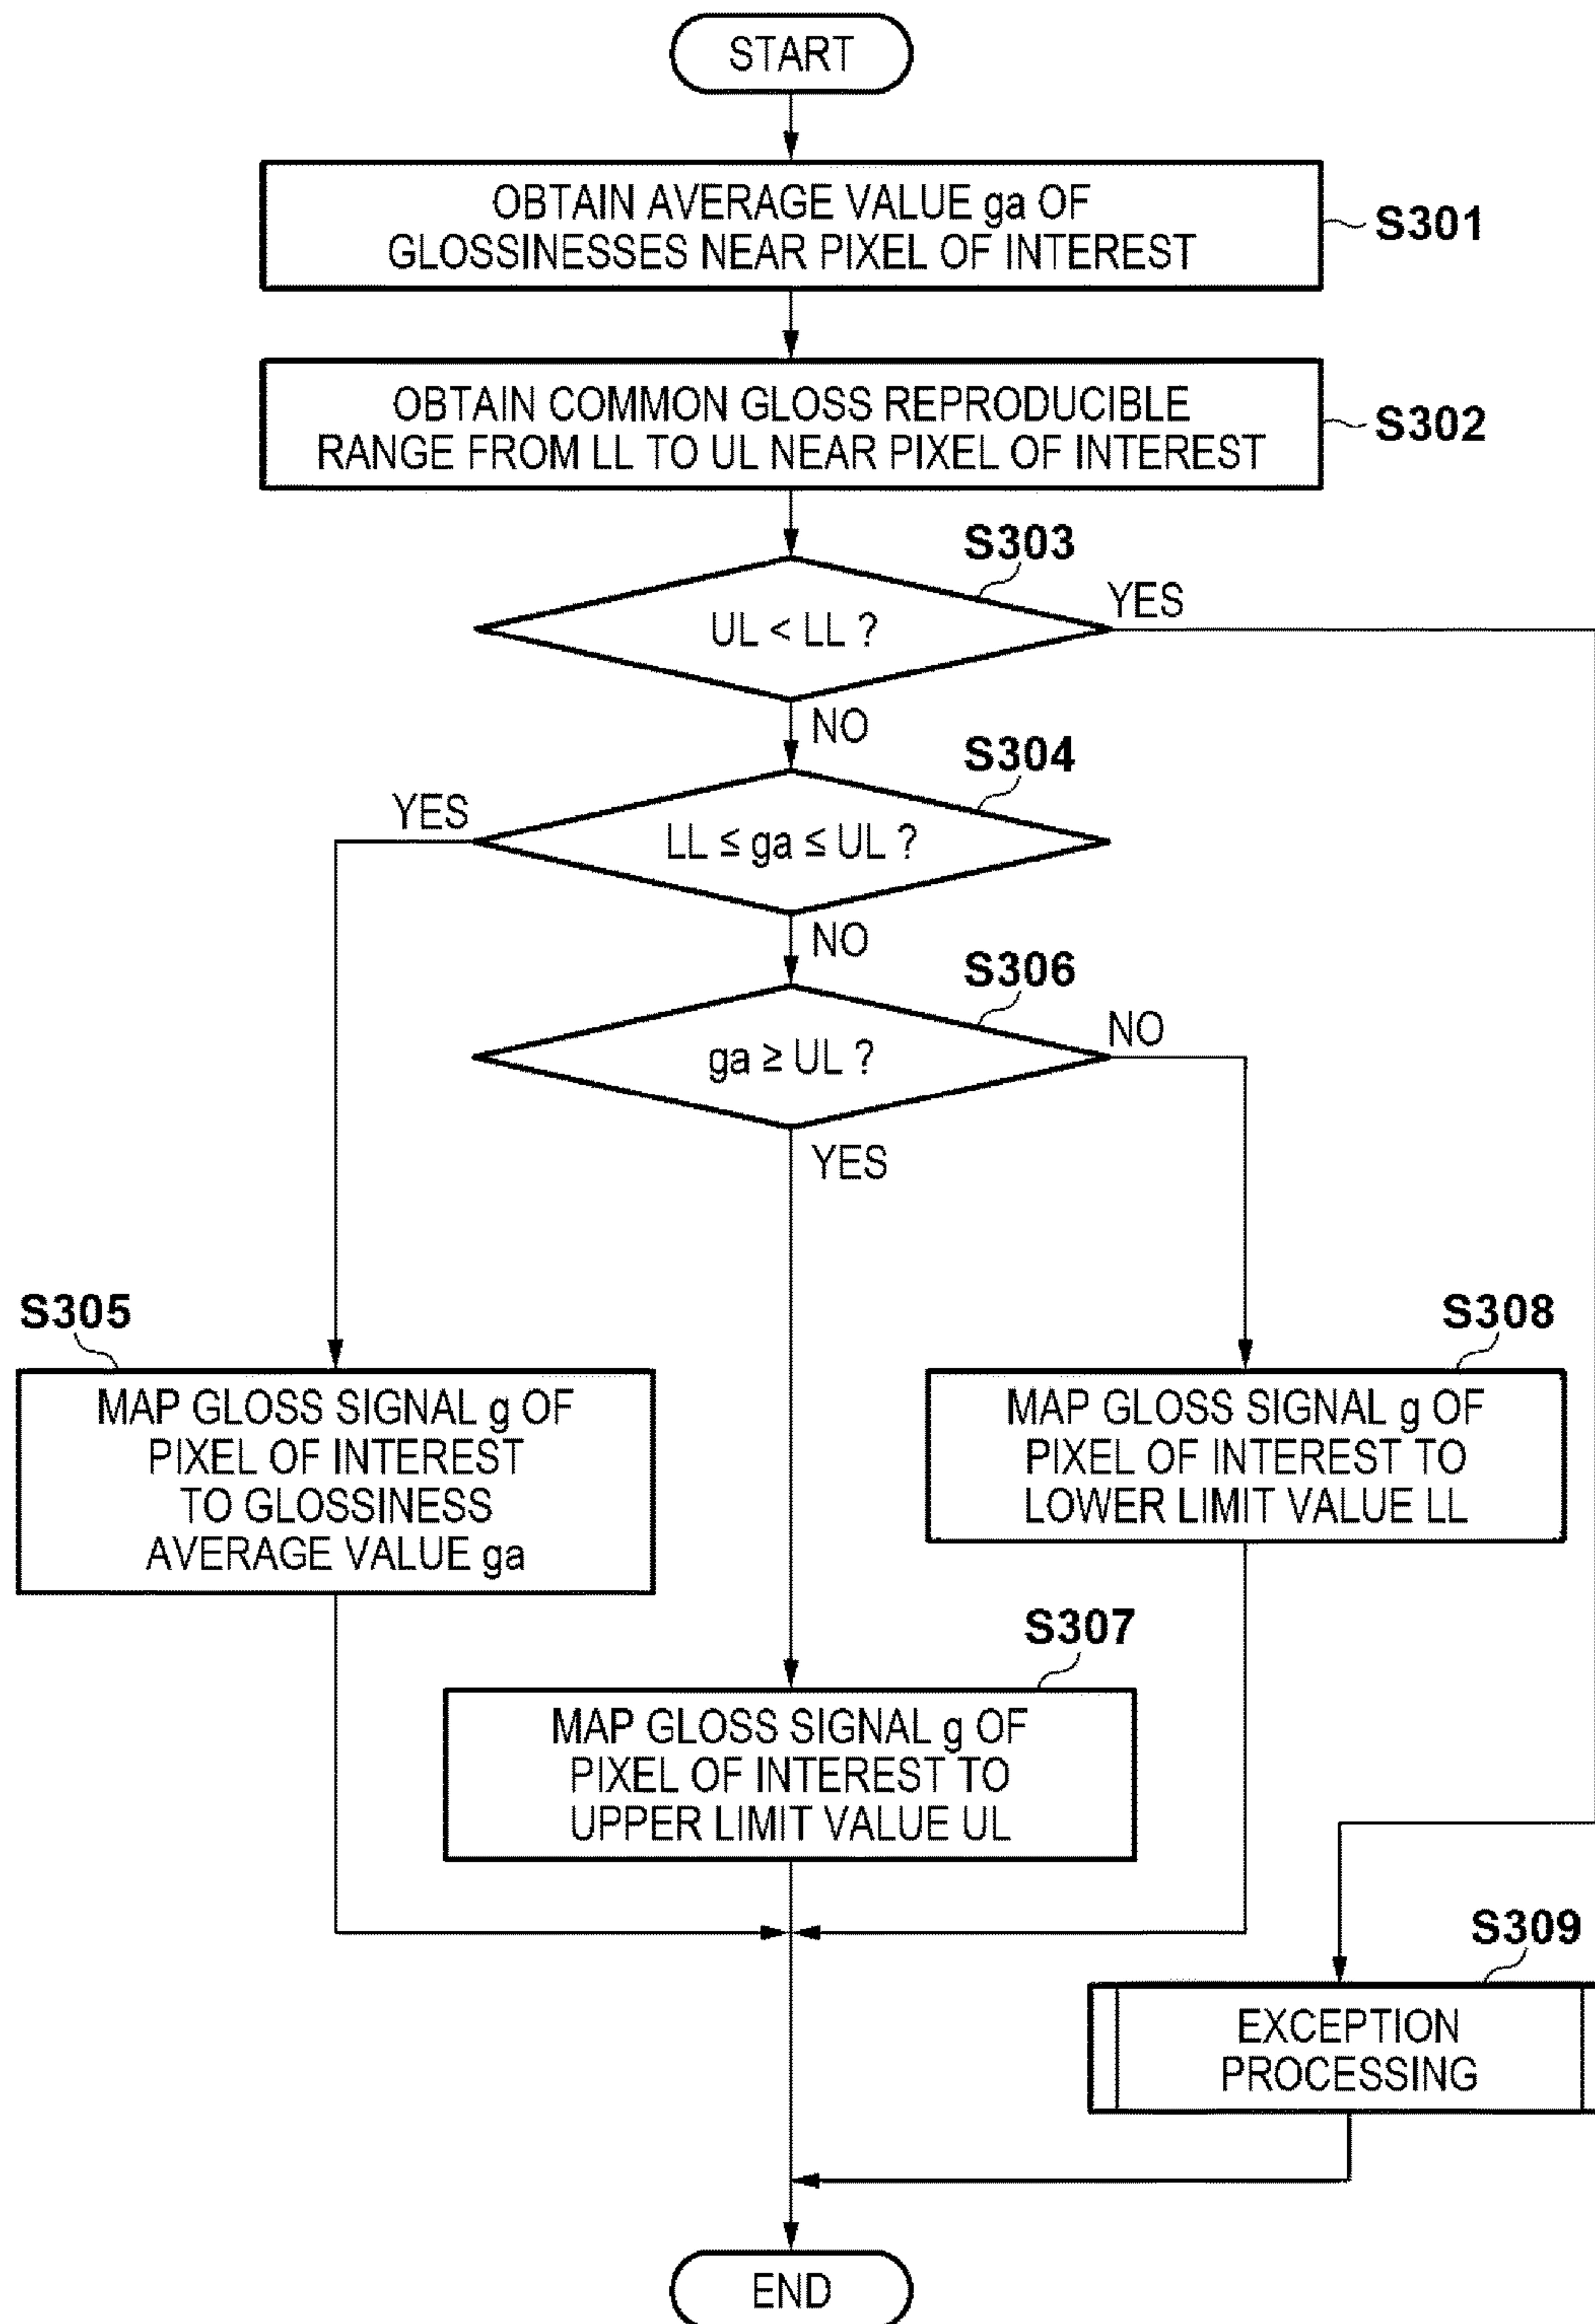 START
OBTAIN AVERAGE VALUE ga OF
GLOSSINESSES NEAR PIXEL OF INTEREST
S301
OBTAIN COMMON GLOSS REPRODUCIBLE
RANGE FROM LL TO UL NEAR PIXEL OF INTEREST
S302
S303
UL < LL ?
YES
NO
S304
YES
LL ≤ ga ≤ UL ?
NO
S306
ga ≥ UL ?
NO
YES
S305
MAP GLOSS SIGNAL g OF
PIXEL OF INTEREST
TO GLOSSINESS
AVERAGE VALUE ga
S308
MAP GLOSS SIGNAL g OF
PIXEL OF INTEREST TO
LOWER LIMIT VALUE LL
S307
MAP GLOSS SIGNAL g OF
PIXEL OF INTEREST TO
UPPER LIMIT VALUE UL
S309
EXCEPTION
PROCESSING
END